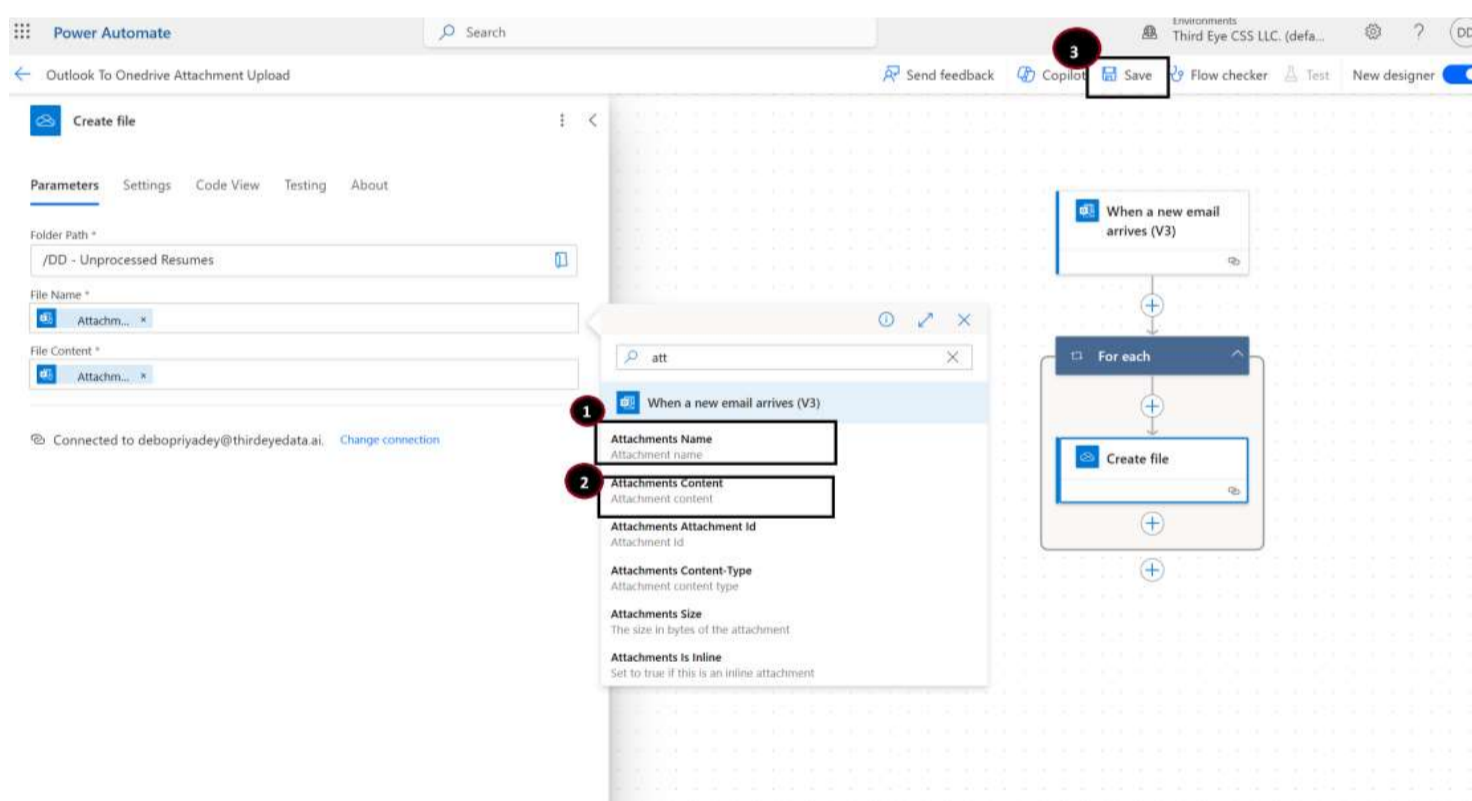 Power Automate
Search
Environments
Third Eye CSS LLC. (defa...
?
DD
3
Outlook To Onedrive Attachment Upload
Send feedback
Copilot
Save
Flow checker
Test
New designer
Create file
Parameters
Settings
Code View
Testing
About
Folder Path *
/DD - Unprocessed Resumes
File Name *
Attachm... ×
File Content *
Attachm... ×
Connected to debopriyadey@thirdeyedata.ai. Change connection
att
When a new email arrives (V3)
1
Attachments Name
Attachment name
2
Attachments Content
Attachment content
Attachments Attachment Id
Attachment Id
Attachments Content-Type
Attachment content type
Attachments Size
The size in bytes of the attachment
Attachments Is Inline
Set to true if this is an inline attachment
When a new email
arrives (V3)
For each
Create file